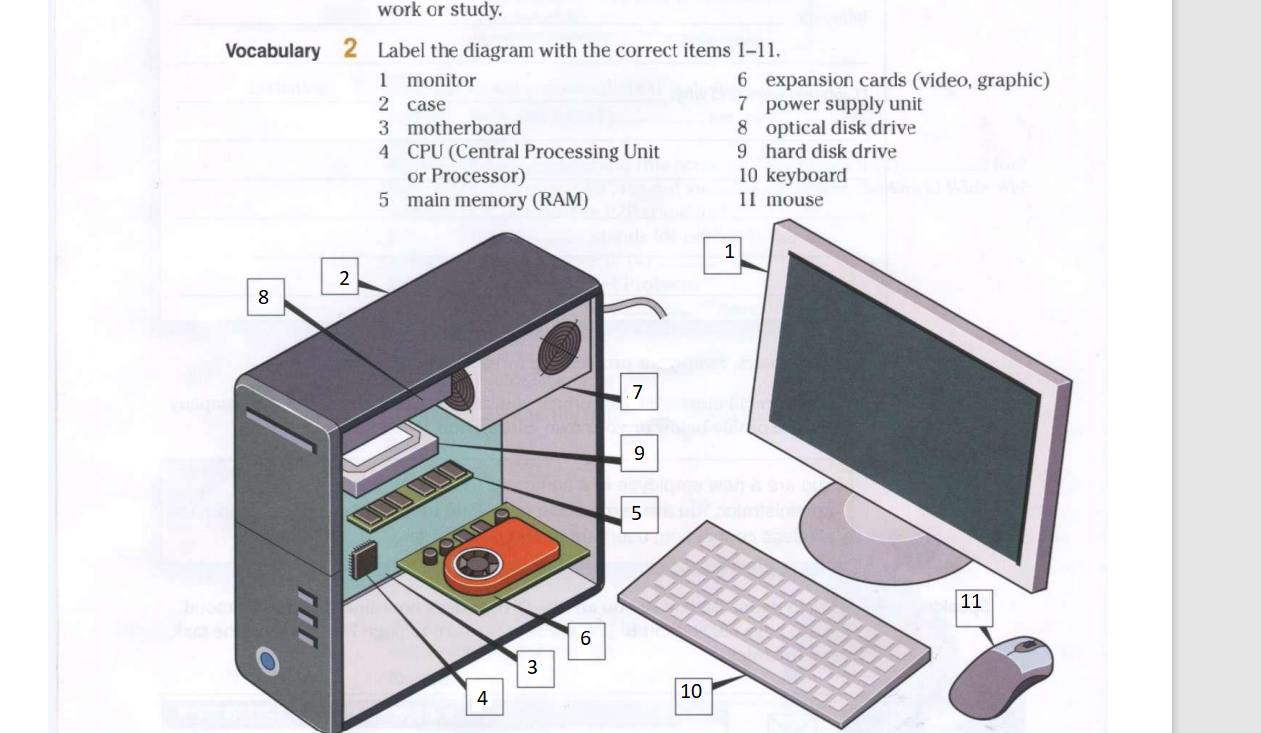 work or study.
Vocabulary 2 Label the diagram with the correct items 1–11.
1 monitor
2 case
3 motherboard
4 CPU (Central Processing Unit
or Processor)
5 main memory (RAM)
6 expansion cards (video, graphic)
7 power supply unit
8 optical disk drive
9 hard disk drive
10 keyboard
11 mouse
1
2
8
7
9
5
11
6
3
4
10